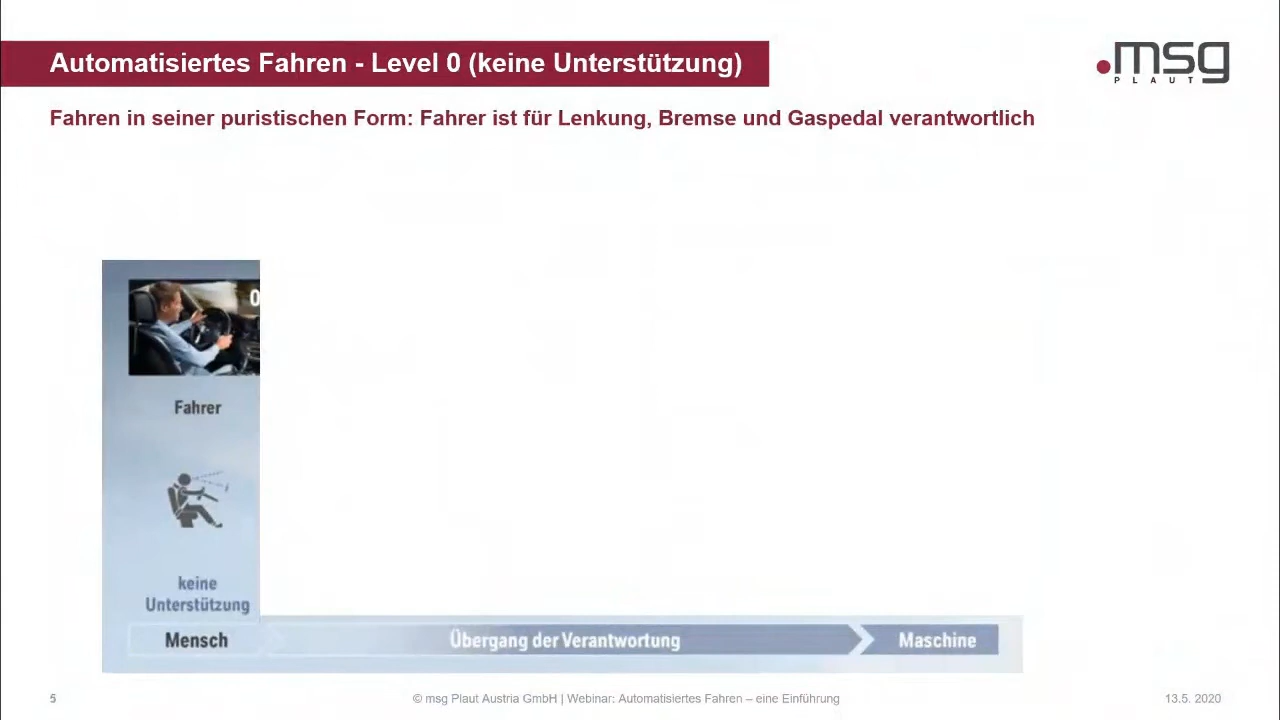 Automatisiertes Fahren - Level 0 (keine Unterstützung)
.msg
PLAUT
Fahren in seiner puristischen Form: Fahrer ist für Lenkung, Bremse und Gaspedal verantwortlich
0
Fahrer
keine
Unterstützung
Mensch
Übergang der Verantwortung
Maschine
5
© msg Plaut Austria GmbH | Webinar: Automatisiertes Fahren – eine Einführung
13.5. 2020